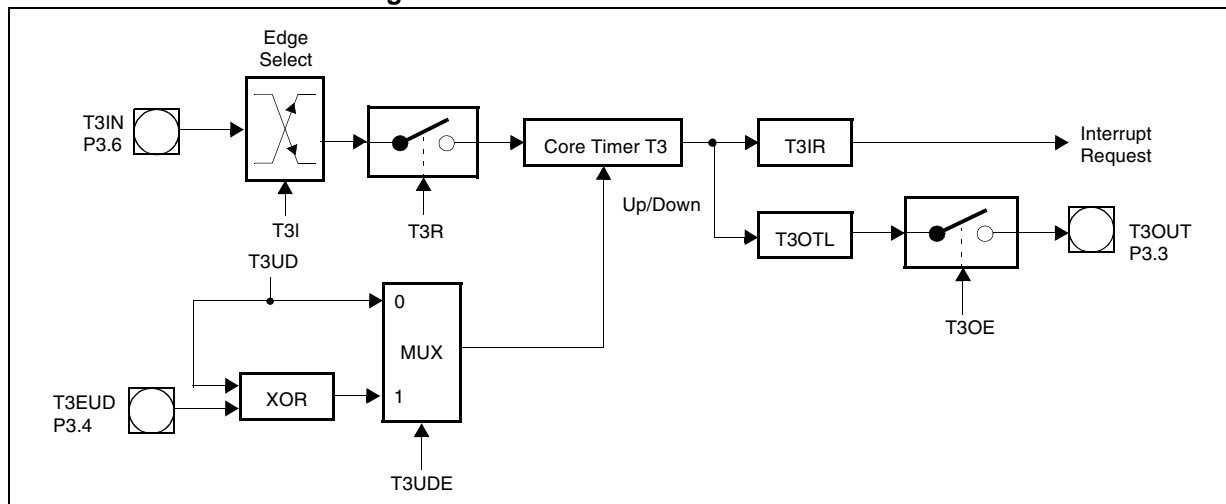 Edge
Select
T3IN
P3.6
Core Timer T3
T3IR
Interrupt
Request
T3I
T3R
Up/Down
T3OTL
T3OUT
P3.3
T3UD
0
MUX
T3OE
1
XOR
T3EUD
P3.4
T3UDE